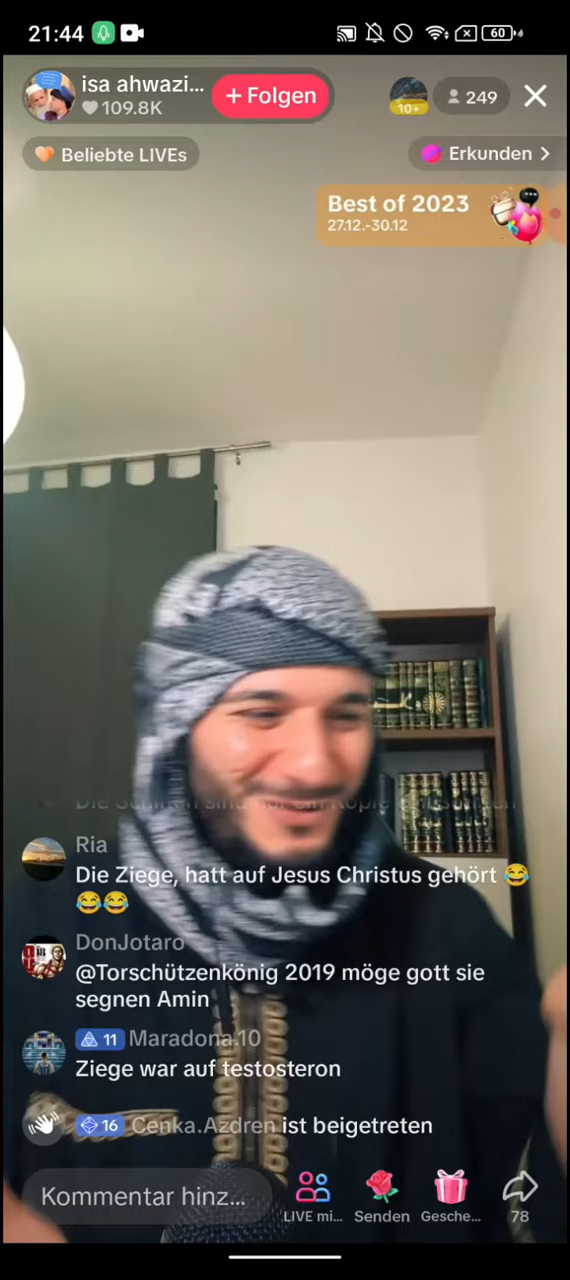 21:44
60
isa ahwazi...
109.8K
+ Folgen
10+
249
Beliebte LIVEs
Erkunden >
Best of 2023
27.12.-30.12
Ria
Die Ziege, hatt auf Jesus Christus gehört 😂
😂😂
DonJotaro
@Torschützenkönig 2019 möge gott sie
segnen Amin
11 Maradona.10
Ziege war auf testosteron
16 Cenka.Azdren ist beigetreten
Kommentar hinz...
LIVE mi...
Senden
Gesche...
78